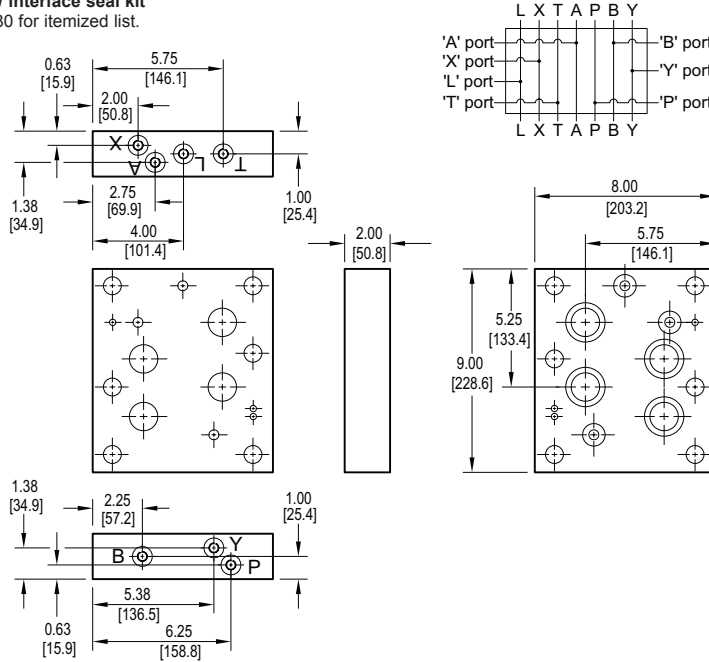 interface seal kit
30 for itemized list.
L X T A P B Y
'A' port
'X' port
'L' port
'T' port
'B' port
'Y' port
'P' port
L X T A P B Y
0.63
[15.9]
5.75
[146.1]
2.00
[50.8]
X
A
L
T
1.38
[34.9]
2.75
[69.9]
4.00
[101.4]
1.00
[25.4]
2.00
[50.8]
8.00
[203.2]
5.75
[146.1]
5.25
[133.4]
9.00
[228.6]
1.38
[34.9]
2.25
[57.2]
1.00
[25.4]
B
Y
P
5.38
[136.5]
0.63
[15.9]
6.25
[158.8]